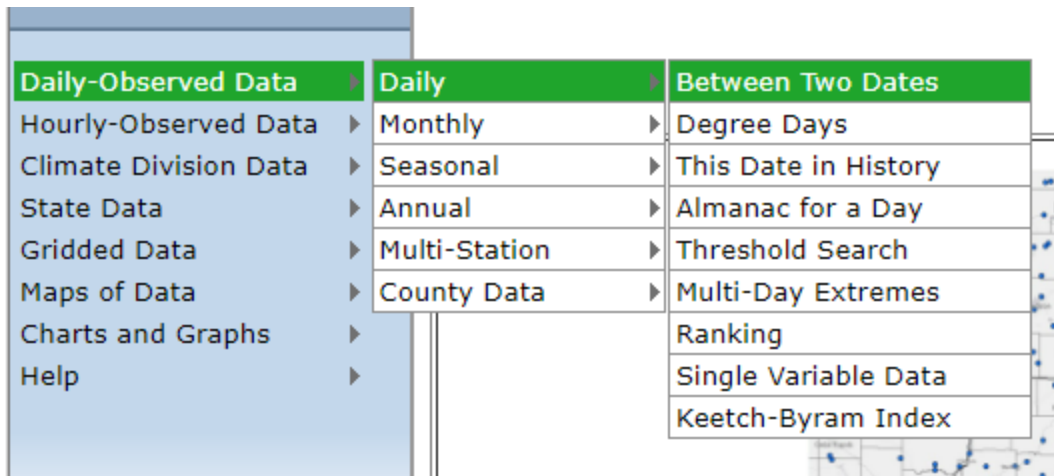 Daily-Observed Data
Hourly-Observed Data
Climate Division Data
State Data
Gridded Data
Maps of Data
Charts and Graphs
Help
Daily
Monthly
Seasonal
Annual
Multi-Station
County Data
Between Two Dates
Degree Days
This Date in History
Almanac for a Day
Threshold Search
Multi-Day Extremes
Ranking
Single Variable Data
Keetch-Byram Index